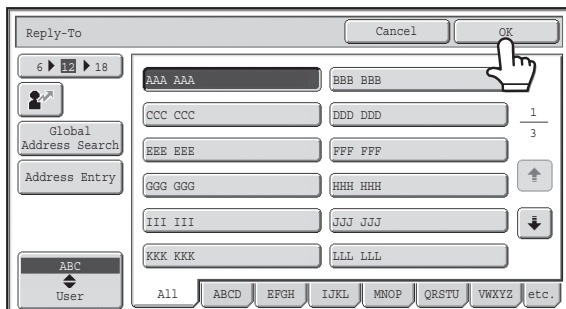 Reply-To
Cancel
OK
6 12 18
AAA AAA
BBB BBB
CCC CCC
DDD DDD
1
3
Global
Address Search
EEE EEE
FFF FFF
Address Entry
GGG GGG
HHH HHH
III III
JJJ JJJ
KKK KKK
LLL LLL
ABC
User
All
ABCD
EFGH
IJKL
MNOP
QRSTU
VWXYZ
etc.